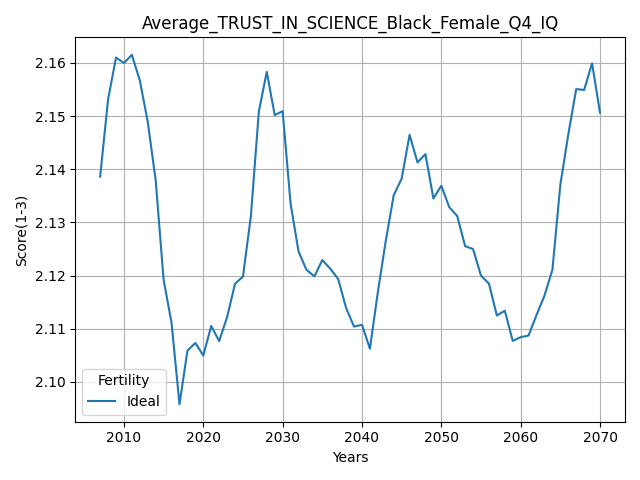 Average_TRUST_IN_SCIENCE_Black_Female_Q4_IQ
Score(1-3)
2.16
2.15
2.14
2.13
2.12
2.11
2.10
Fertility
Ideal
2010 2020 2030 2040 2050 2060 2070
Years